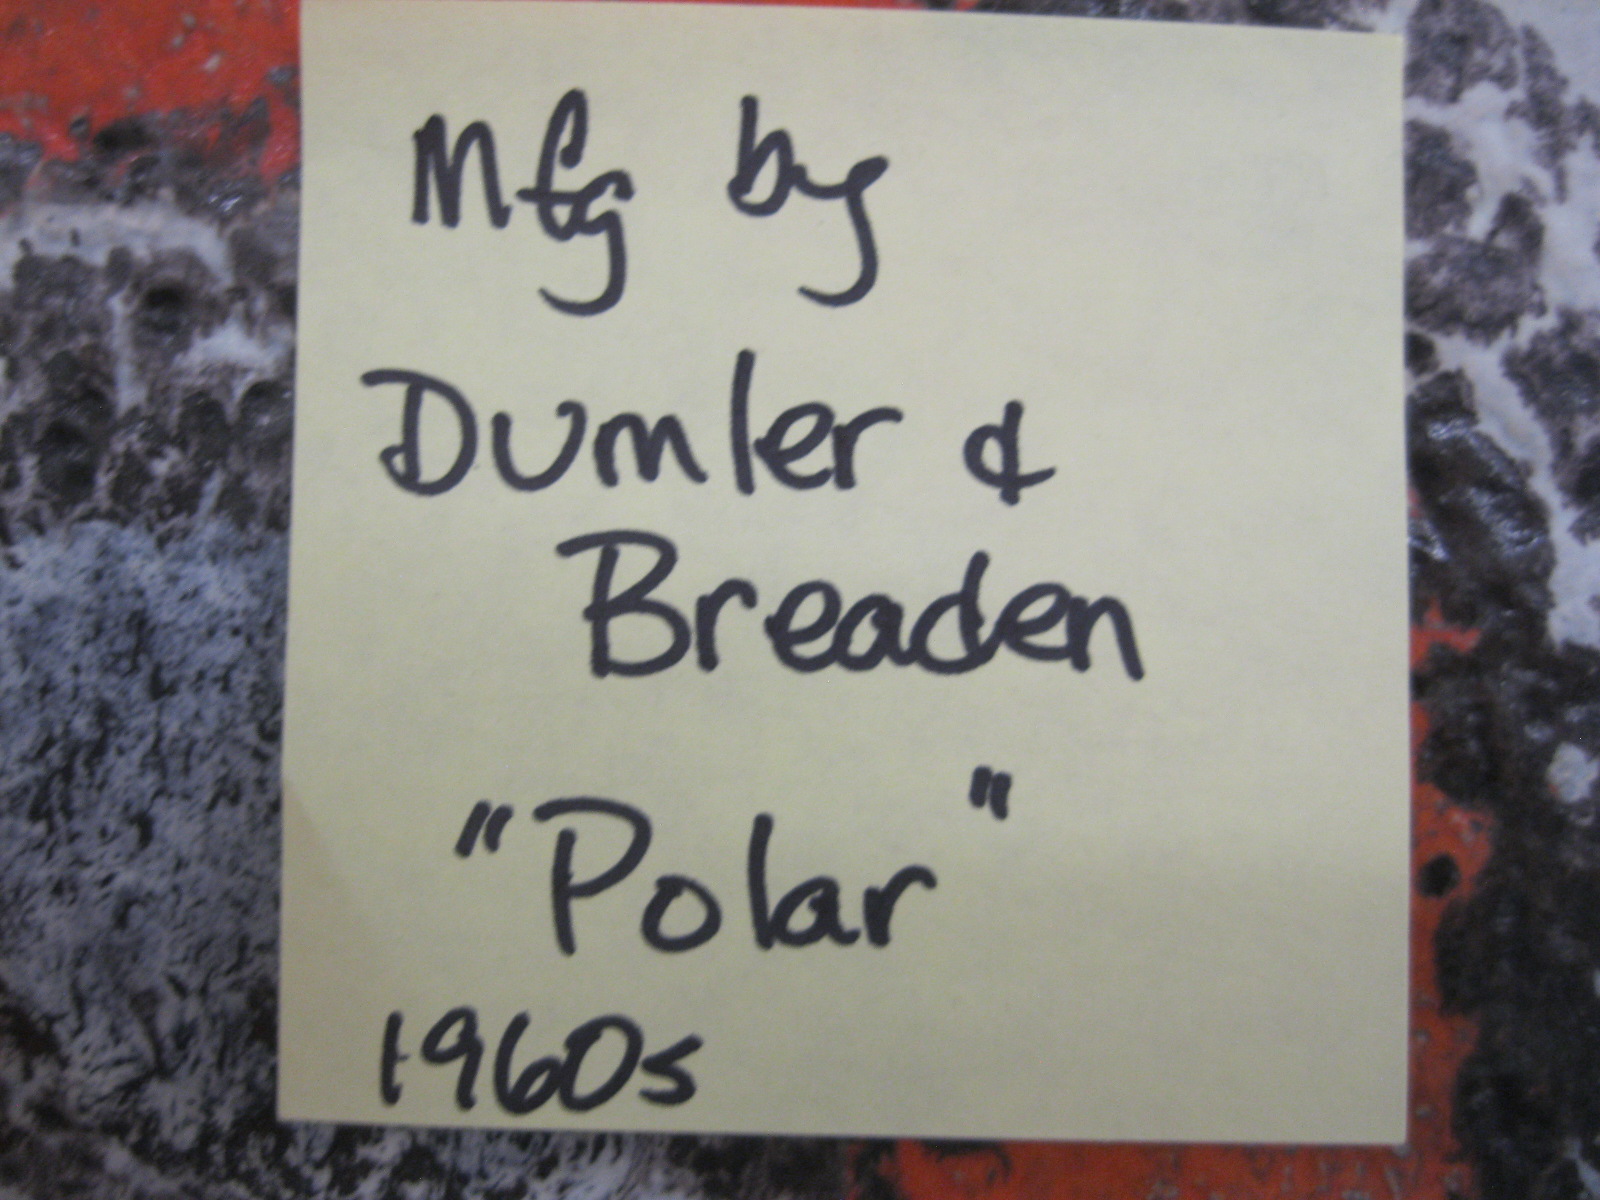 Mfg by
Dumler &
Breaden
"Polar"
1960s